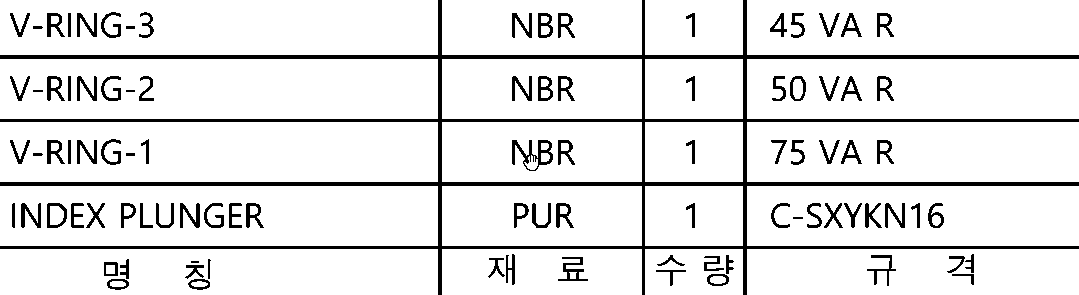 V-RING-3 NBR 1 45 VA R
V-RING-2 NBR 1 50 VA R
V-RING-1 NBR 1 75 VA R
INDEX PLUNGER PUR 1 C-SXYKN16
명 칭 재 료 수 량 규 격